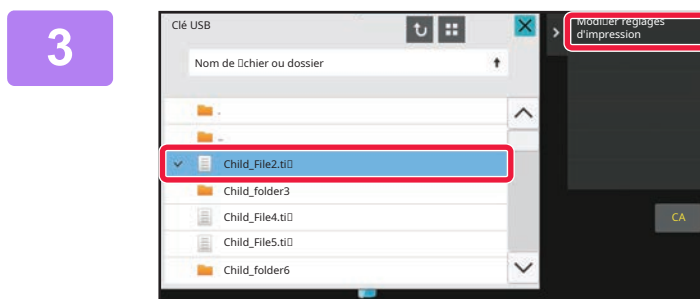 3
Clé USB
Modi▯er réglages
d'impression
Nom de ▯chier ou dossier
.
..
Child_File2.ti▯
Child_folder3
Child_File4.ti▯
Child_File5.ti▯
Child_folder6
CA